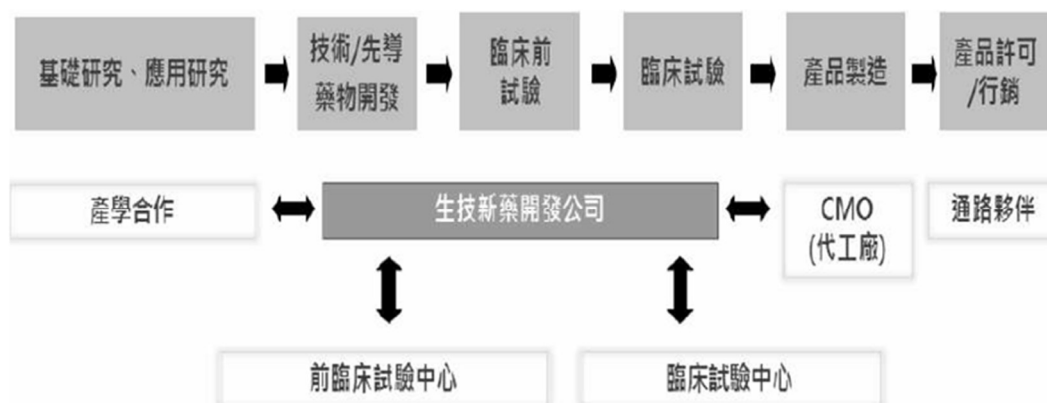 基礎研究、應用研究
技術/先導
藥物開發
臨床前
試驗
臨床試驗
產品製造
產品許可
/行銷
產學合作
生技新藥開發公司
CMO
(代工廠)
通路夥伴
前臨床試驗中心
臨床試驗中心